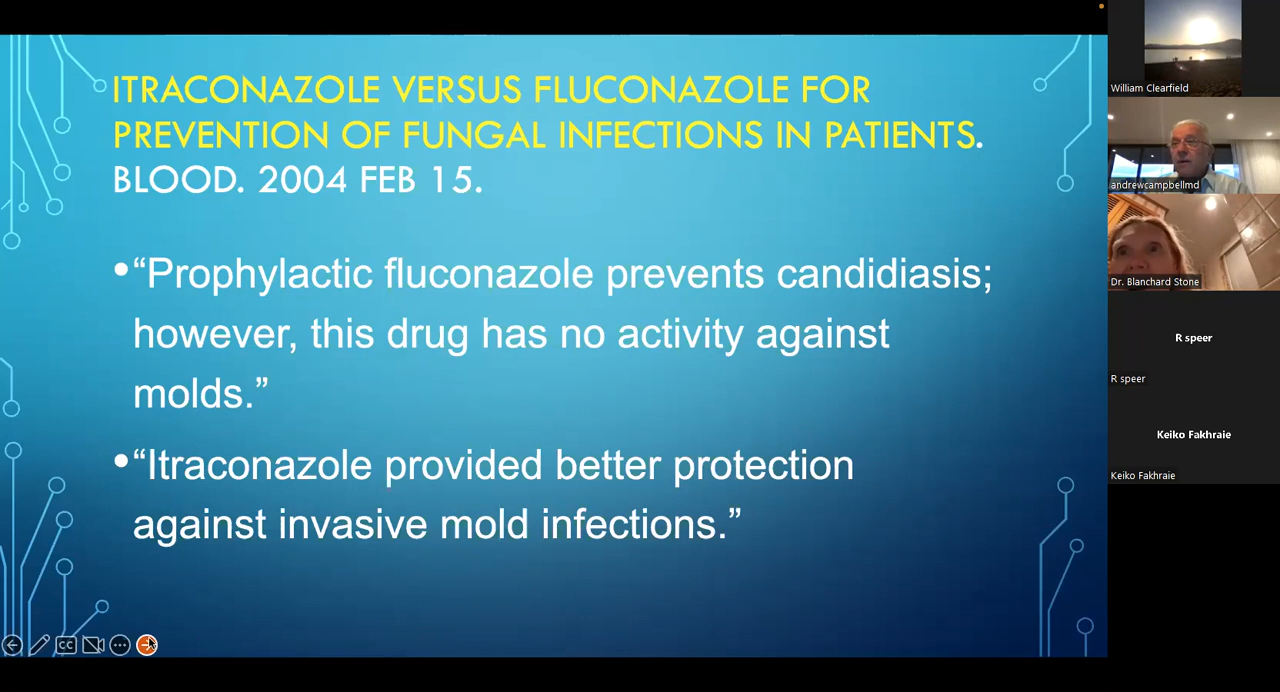 ITRACONAZOLE VERSUS FLUCONAZOLE FOR
PREVENTION OF FUNGAL INFECTIONS IN PATIENTS.
BLOOD. 2004 FEB 15.
•“Prophylactic fluconazole prevents candidiasis;
however, this drug has no activity against
molds.”
•“Itraconazole provided better protection
against invasive mold infections.”
CC
William Clearfield
andrewcampbellmd
Dr. Blanchard Stone
R speer
R speer
Keiko Fakhraie
Keiko Fakhraie